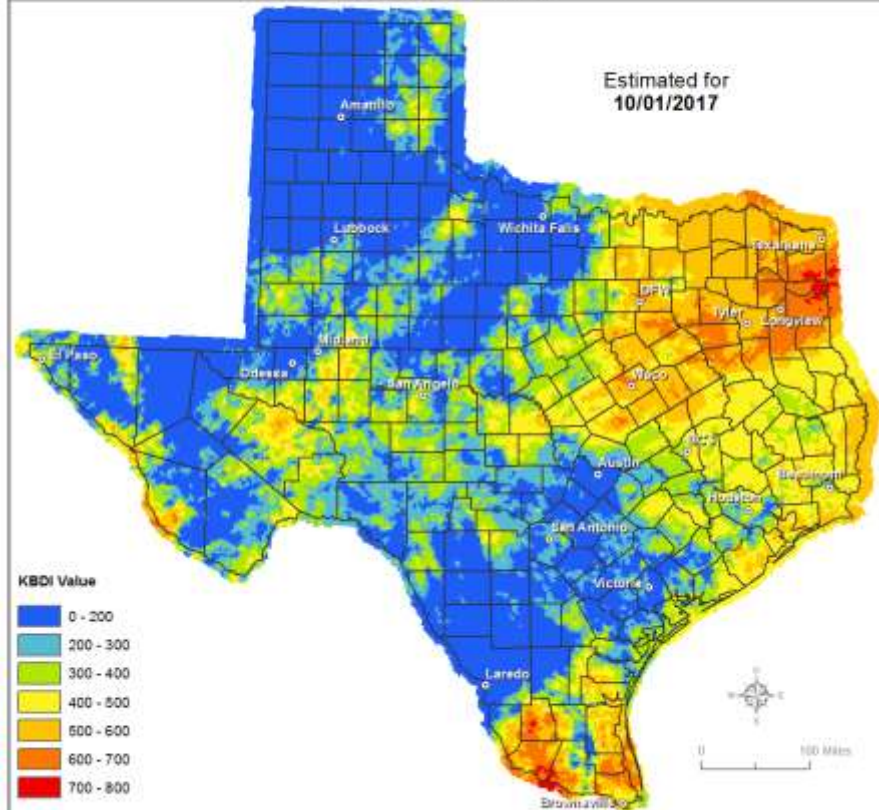 Estimated for
10/01/2017
Amarillo
Lubbock
Wichita Falls
Texarkana
DFW
Tyler
Longview
El Paso
Midland
Odessa
San Angelo
Waco
BCS
Austin
Beaumont
Houston
San Antonio
Victoria
Laredo
Brownsville
KBDI Value
0 - 200
200 - 300
300 - 400
400 - 500
500 - 600
600 - 700
700 - 800
0 100 Miles